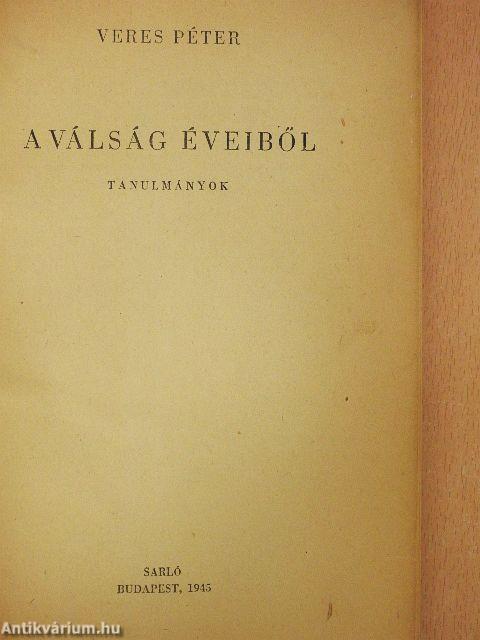 VERES PÉTER
A VÁLSÁG ÉVEIBŐL
TANULMÁNYOK
SARLÓ
BUDAPEST, 1945
Antikvárium.hu